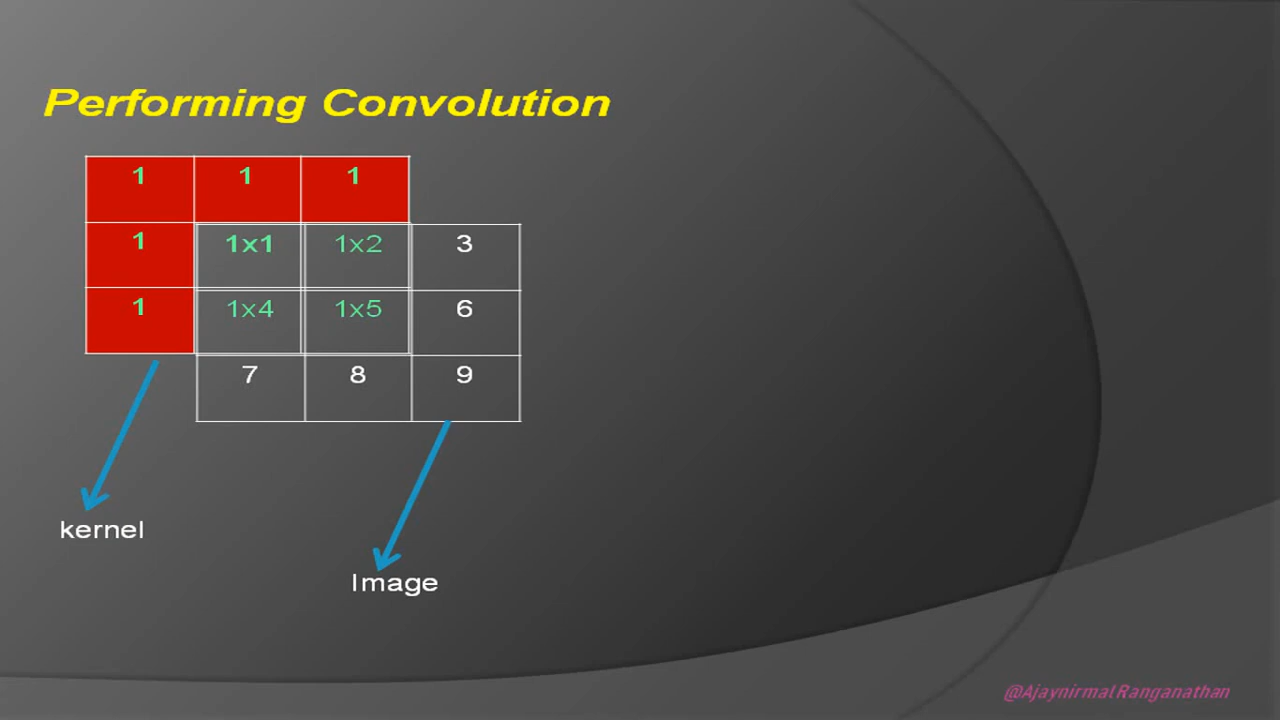 Performing Convolution
1 1 1
1 1x1 1x2 3
1 1x4 1x5 6
7 8 9
kernel
Image
@Ajaynirmal Ranganathan